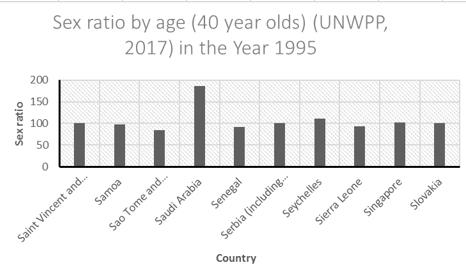 Sex ratio by age (40 year olds) (UNWPP,
2017) in the Year 1995
Sex ratio
200
150
100
50
0
Saint Vincent and...
Samoa
Sao Tome and...
Saudi Arabia
Senegal
Serbia (including...
Seychelles
Sierra Leone
Singapore
Slovakia
Country